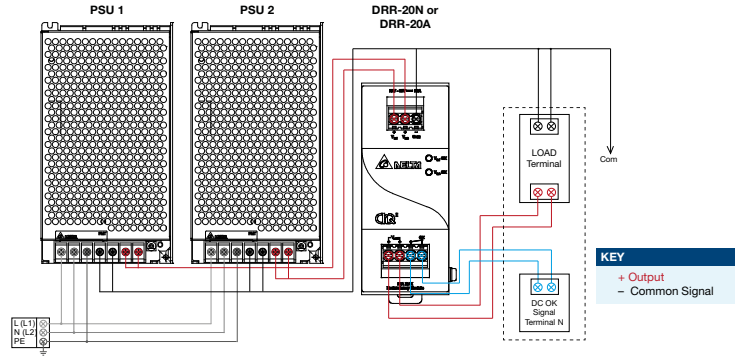 PSU 1
PSU 2
DRR-20N or
DRR-20A
DELTA
LOAD
Terminal
Com
DC OK
Signal
Terminal N
KEY
+ Output
– Common Signal
L (L1)
N (L2)
PE